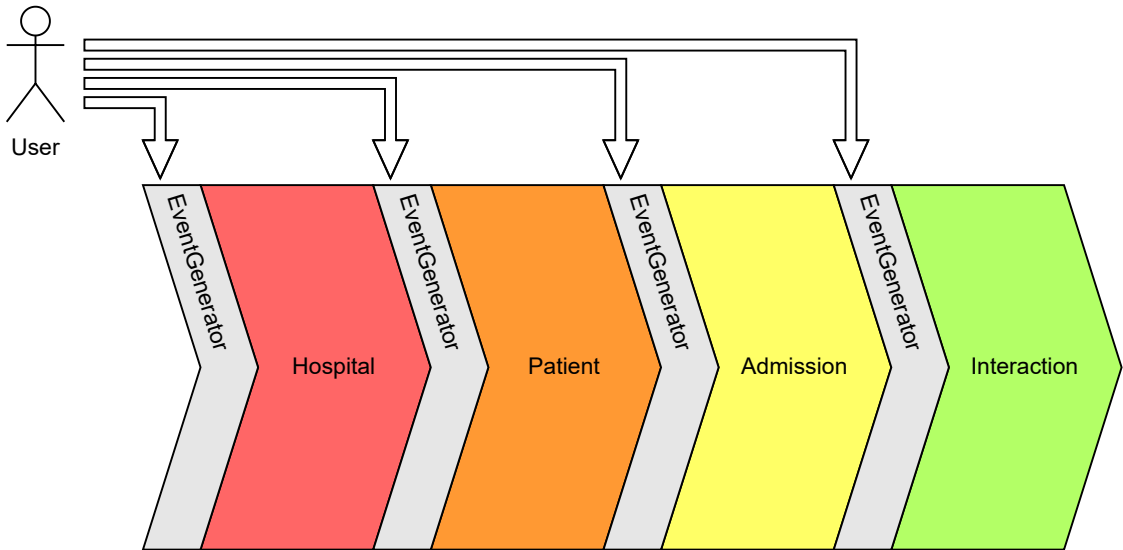 User
EventGenerator
Hospital
EventGenerator
Patient
EventGenerator
Admission
EventGenerator
Interaction